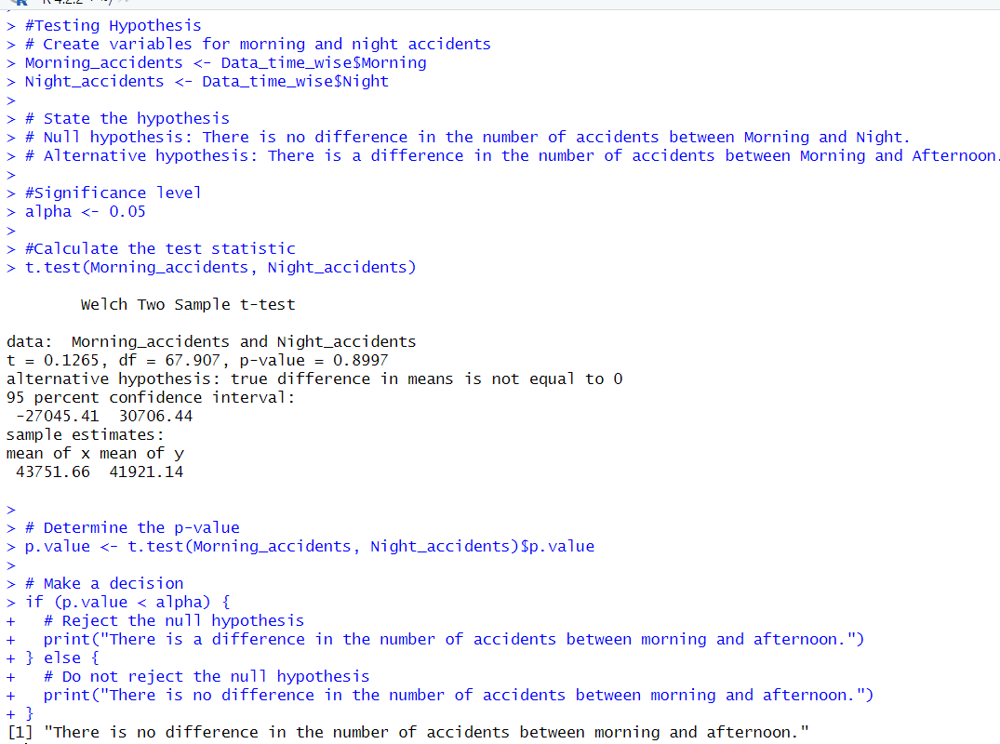 R 4.2.2 · ~/
> #Testing Hypothesis
> # Create variables for morning and night accidents
> Morning_accidents <- Data_time_wise$Morning
> Night_accidents <- Data_time_wise$Night
>
> # State the hypothesis
> # Null hypothesis: There is no difference in the number of accidents between Morning and Night.
> # Alternative hypothesis: There is a difference in the number of accidents between Morning and Afternoon.
>
> #Significance level
> alpha <- 0.05
>
> #Calculate the test statistic
> t.test(Morning_accidents, Night_accidents)
Welch Two Sample t-test
data:  Morning_accidents and Night_accidents
t = 0.1265, df = 67.907, p-value = 0.8997
alternative hypothesis: true difference in means is not equal to 0
95 percent confidence interval:
 -27045.41  30706.44
sample estimates:
mean of x mean of y
 43751.66  41921.14
>
> # Determine the p-value
> p.value <- t.test(Morning_accidents, Night_accidents)$p.value
>
> # Make a decision
> if (p.value < alpha) {
+   # Reject the null hypothesis
+   print("There is a difference in the number of accidents between morning and afternoon.")
+ } else {
+   # Do not reject the null hypothesis
+   print("There is no difference in the number of accidents between morning and afternoon.")
+ }
[1] "There is no difference in the number of accidents between morning and afternoon."